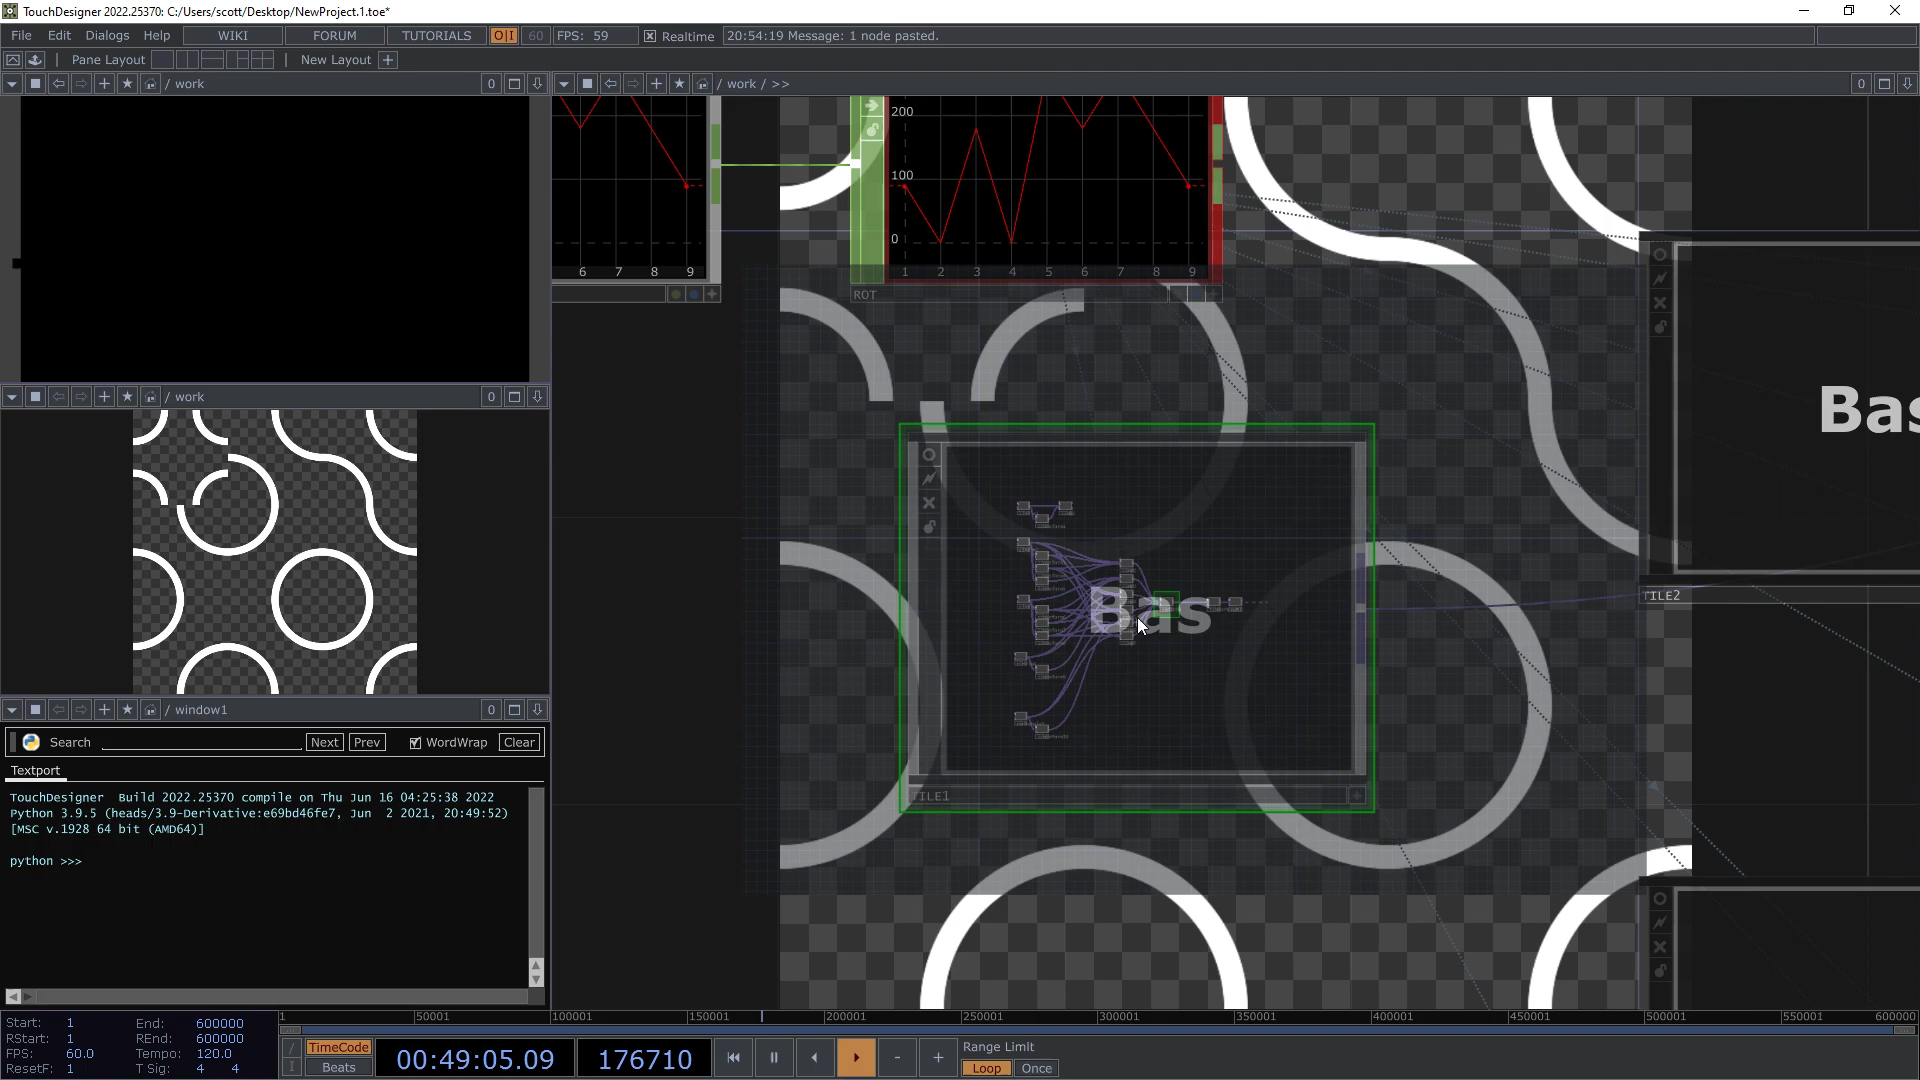 TouchDesigner 2022.25370: C:/Users/scott/Desktop/NewProject.1.toe*
File Edit Dialogs Help WIKI FORUM TUTORIALS O|I 60 FPS: 59 Realtime 20:54:19 Message: 1 node pasted.
Pane Layout New Layout
/ work 0
/ work / >> 0
200
100
0
6 7 8 9
1 2 3 4 5 6 7 8 9
ROT
/ work 0
Bas
Bas
TILE1
TILE2
/ window1 0
Search Next Prev WordWrap Clear
Textport
TouchDesigner Build 2022.25370 compile on Thu Jun 16 04:25:38 2022
Python 3.9.5 (heads/3.9-Derivative:e69bd46fe7, Jun 2 2021, 20:49:52)
[MSC v.1928 64 bit (AMD64)]
python >>>
1 50001 100001 150001 200001 250001 300001 350001 400001 450001 500001 550001 600000
Start: 1 End: 600000
RStart: 1 REnd: 600000
FPS: 60.0 Tempo: 120.0
ResetF: 1 T Sig: 4 4
TimeCode
Beats
00:49:05.09 176710
Range Limit
Loop Once